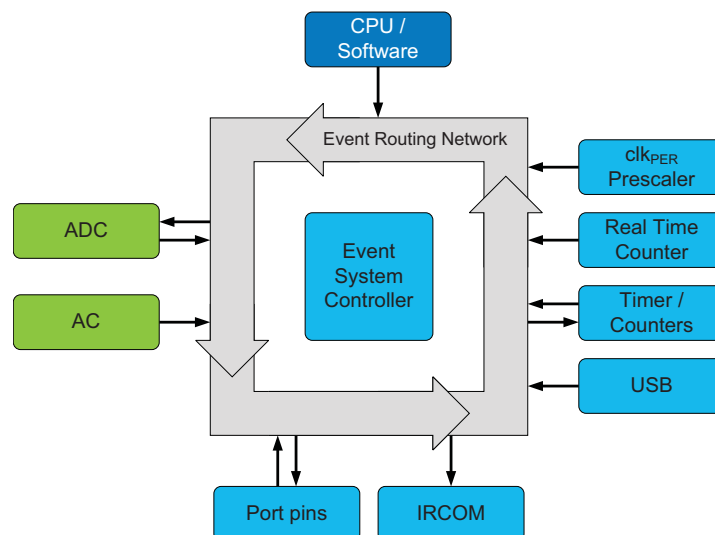 CPU /
Software
Event Routing Network
clkPER
Prescaler
ADC
Real Time
Counter
Event
System
Controller
AC
Timer /
Counters
USB
Port pins
IRCOM